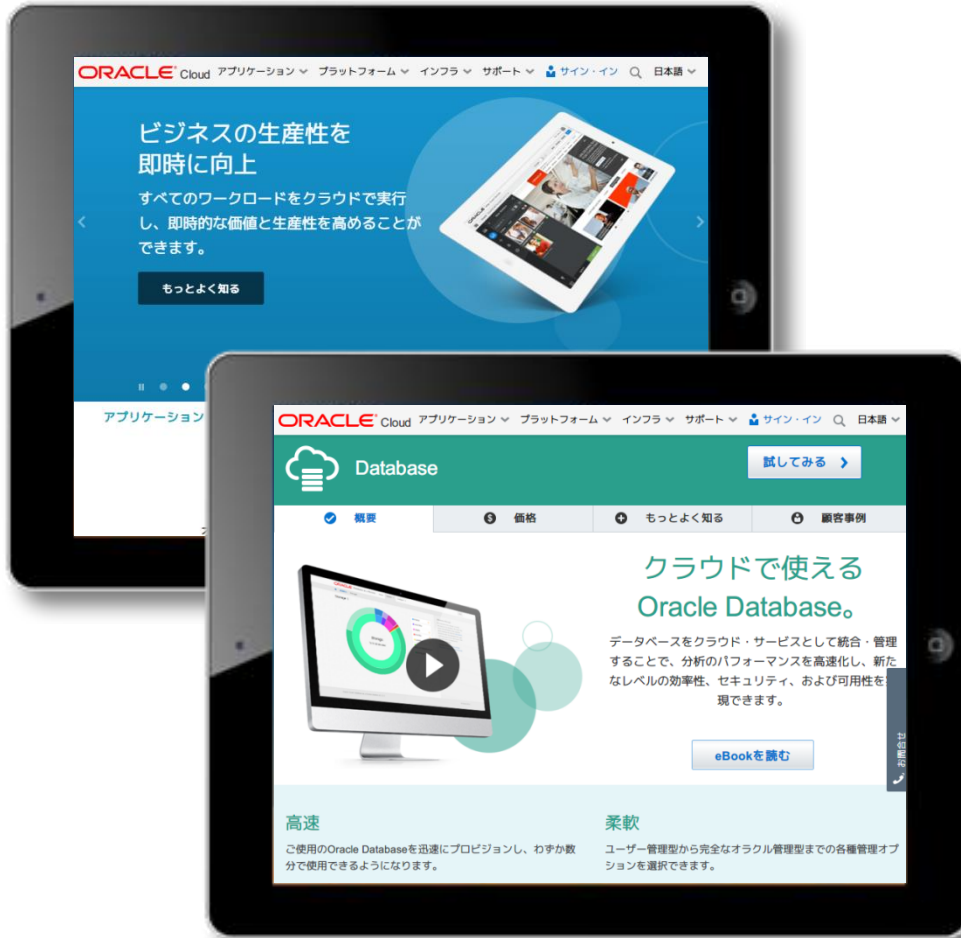 ORACLE Cloud アプリケーション プラットフォーム インフラ サポート サイン・イン 日本語
ビジネスの生産性を
即時に向上
すべてのワークロードをクラウドで実行
し、即時的な価値と生産性を高めることが
できます。
もっとよく知る
アプリケーション
ORACLE Cloud アプリケーション プラットフォーム インフラ サポート サイン・イン 日本語
Database
試してみる
概要 価格 もっとよく知る 顧客事例
クラウドで使える
Oracle Database。
データベースをクラウド・サービスとして統合・管理
することで、分析のパフォーマンスを高速化し、新た
なレベルの効率性、セキュリティ、および可用性を
現できます。
お問合せ
eBookを読む
高速
ご使用のOracle Databaseを迅速にプロビジョンし、わずか数
分で使用できるようになります。
柔軟
ユーザー管理型から完全なオラクル管理型までの各種管理オプ
ションを選択できます。